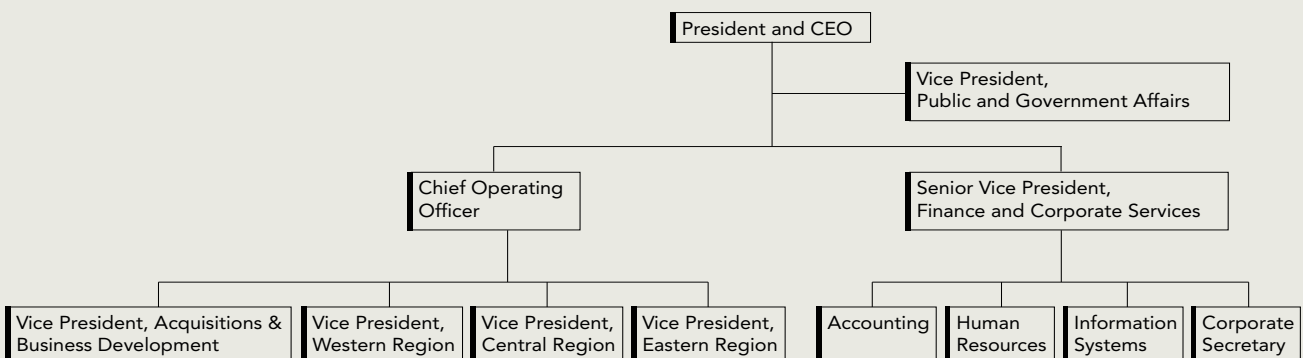 President and CEO
Vice President,
Public and Government Affairs
Chief Operating
Officer
Senior Vice President,
Finance and Corporate Services
Vice President, Acquisitions &
Business Development
Vice President,
Western Region
Vice President,
Central Region
Vice President,
Eastern Region
Accounting
Human
Resources
Information
Systems
Corporate
Secretary